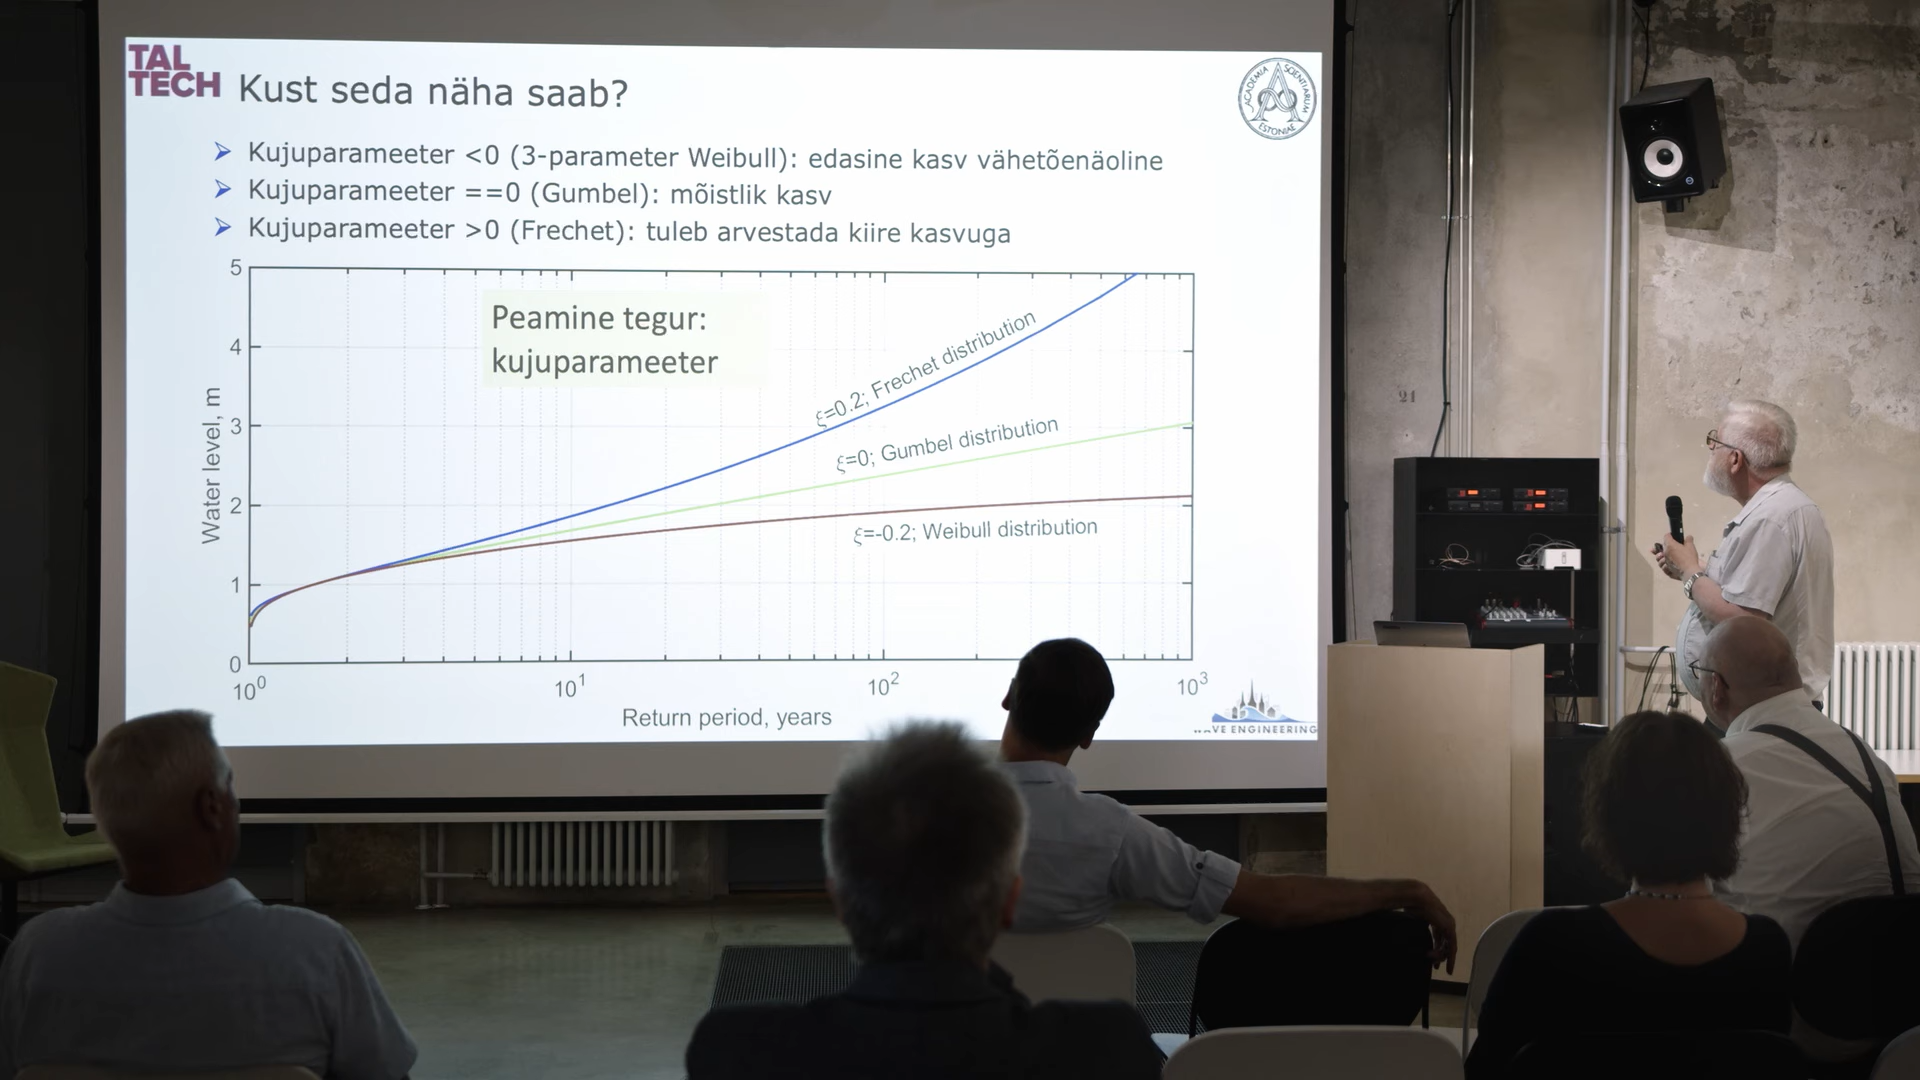 TAL
TECH
Kust seda näha saab?
ACADEMIA SCIENTIARUM ESTONIAE
Kujuparameeter <0 (3-parameter Weibull): edasine kasv vähetõenäoline
Kujuparameeter ==0 (Gumbel): mõistlik kasv
Kujuparameeter >0 (Frechet): tuleb arvestada kiire kasvuga
Peamine tegur:
kujuparameeter
5
4
3
2
1
0
Water level, m
ξ=0.2; Frechet distribution
ξ=0; Gumbel distribution
ξ=-0.2; Weibull distribution
10⁰ 10¹ 10² 10³
Return period, years
ENGINEERING
21